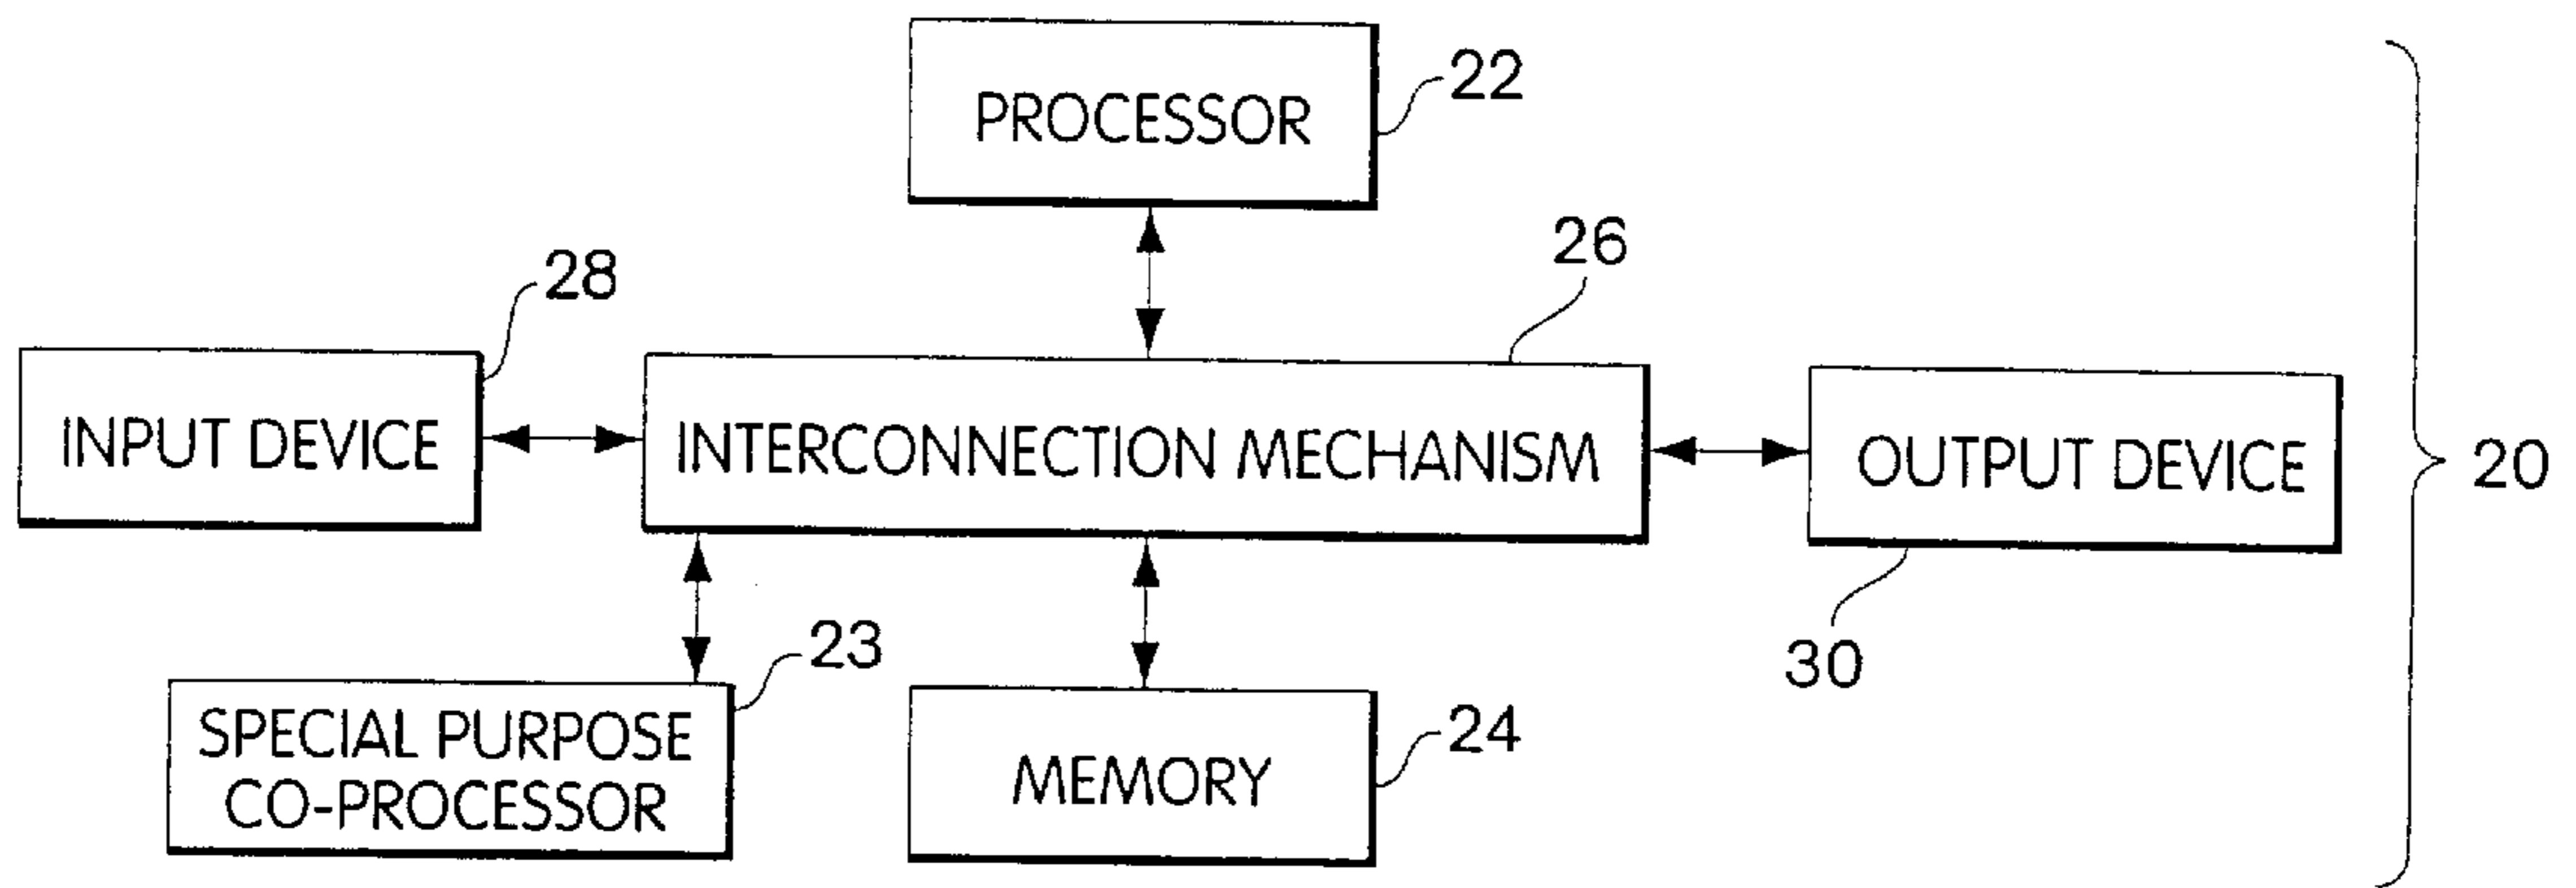 PROCESSOR
22
26
28
INPUT DEVICE
INTERCONNECTION MECHANISM
OUTPUT DEVICE
20
30
23
SPECIAL PURPOSE
CO-PROCESSOR
MEMORY
24